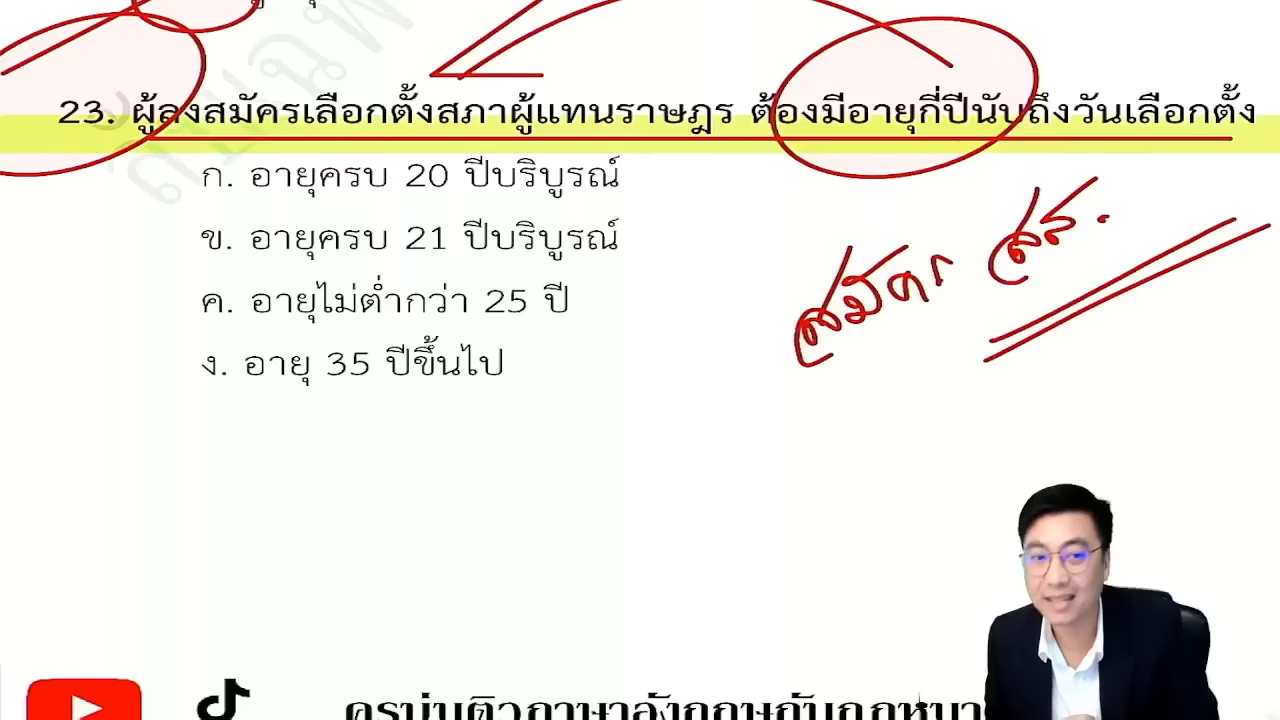 23. ผู้ลงสมัครเลือกตั้งสภาผู้แทนราษฎร ต้องมีอายุกี่ปีนับถึงวันเลือกตั้ง
ก. อายุครบ 20 ปีบริบูรณ์
ข. อายุครบ 21 ปีบริบูรณ์
ค. อายุไม่ต่ำกว่า 25 ปี
ง. อายุ 35 ปีขึ้นไป
สมัคร สส.